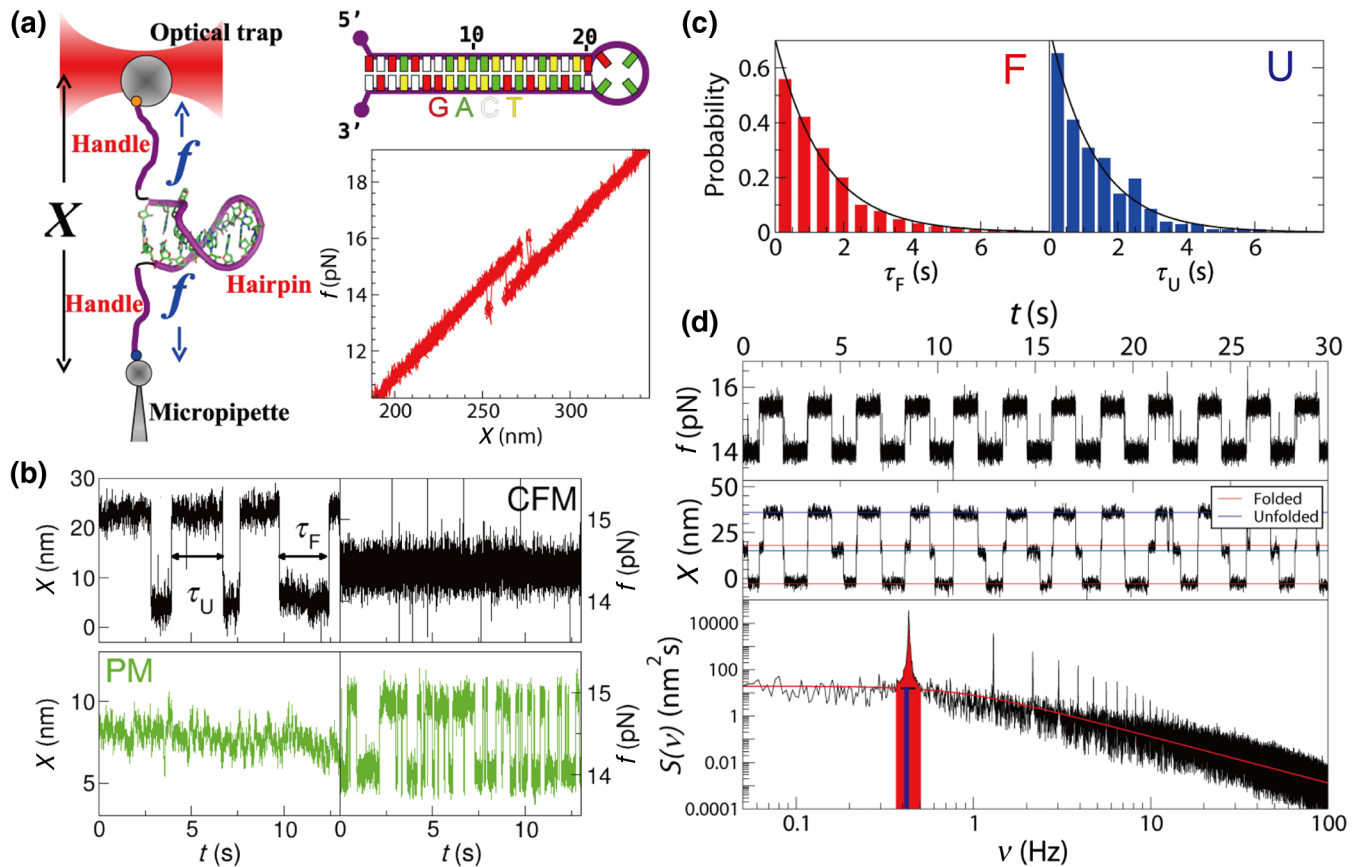 (a)
Optical trap
Handle
f
X
Hairpin
Handle
f
Micropipette
5'
10
20
GACT
3'
18
16
14
12
f (pN)
200
250
300
X (nm)
(b)
30
20
10
0
X (nm)
τF
τU
CFM
15
14
f (pN)
PM
10
5
X (nm)
15
14
f (pN)
0
5
10
0
5
10
t (s)
t (s)
(c)
F
U
0.6
0.4
0.2
0
Probability
0
2
4
6
0
2
4
6
τF (s)
τU (s)
(d)
t (s)
0
5
10
15
20
25
30
16
14
f (pN)
50
25
0
X (nm)
Folded
Unfolded
10000
100
1
0.01
0.0001
S(ν) (nm²s)
0.1
1
10
100
ν (Hz)